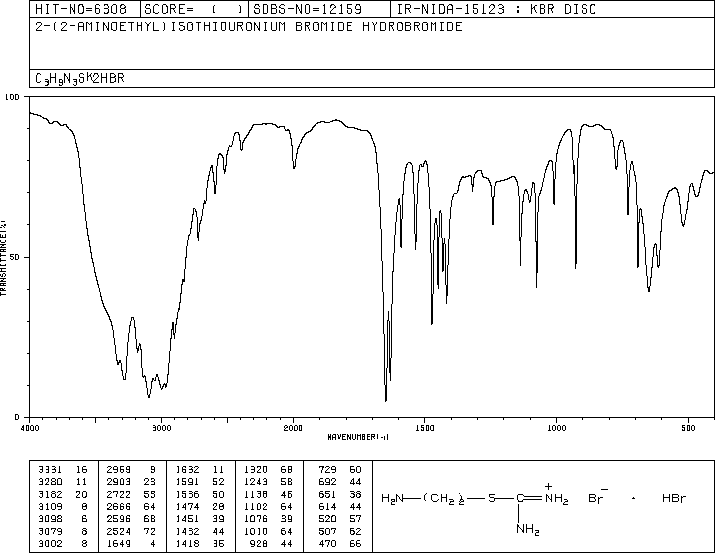 HIT-NO=6308 SCORE= ( ) SDBS-NO=12159 IR-NIDA-15123 : KBR DISC
2-(2-AMINOETHYL)ISOTHIOURONIUM BROMIDE HYDROBROMIDE
C3H9N3SK2HBR
100
TRANSMITTANCE(%)
50
0
4000 3000 2000 1500 1000 500
WAVENUMBER(-1)
3331 16 2969 9 1632 11 1320 68 729 60
3280 11 2903 23 1591 52 1243 58 692 44
3182 20 2722 55 1536 50 1138 46 651 38
3109 8 2666 64 1474 28 1102 64 614 44
3098 6 2596 68 1451 39 1076 39 520 57
3079 8 2524 72 1432 44 1010 64 507 62
3002 8 1649 4 1418 35 928 44 470 66
H2N—(CH2)2—S—C=NH2+ Br− · HBr
NH2